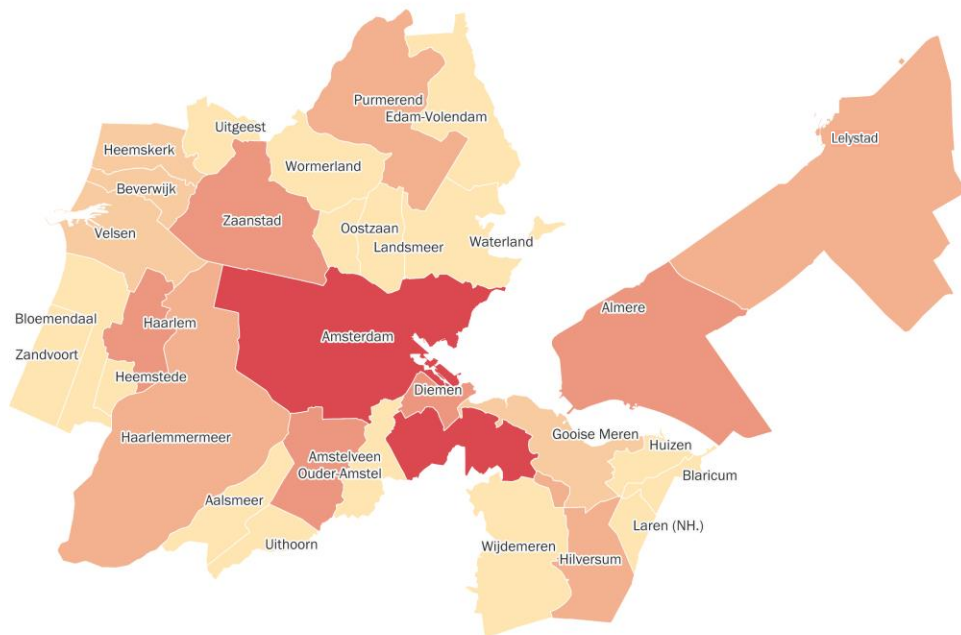 Purmerend
Edam-Volendam
Uitgeest
Lelystad
Heemskerk
Wormerland
Beverwijk
Zaanstad
Velsen
Oostzaan
Landsmeer
Waterland
Almere
Bloemendaal
Haarlem
Amsterdam
Zandvoort
Heemstede
Diemen
Haarlemmermeer
Gooise Meren
Huizen
Amstelveen
Ouder-Amstel
Blaricum
Aalsmeer
Laren (NH.)
Uithoorn
Wijdemeren
Hilversum